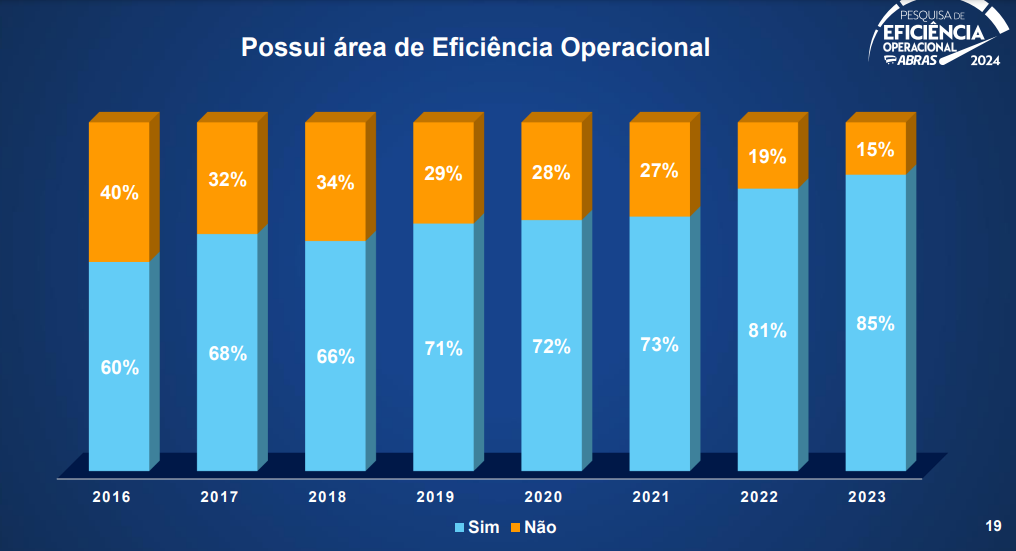 PESQUISA DE
EFICIÊNCIA
OPERACIONAL
ABRAS 2024
Possui área de Eficiência Operacional
40% 32% 34% 29% 28% 27% 19% 15%
60% 68% 66% 71% 72% 73% 81% 85%
2016 2017 2018 2019 2020 2021 2022 2023
Sim Não
19